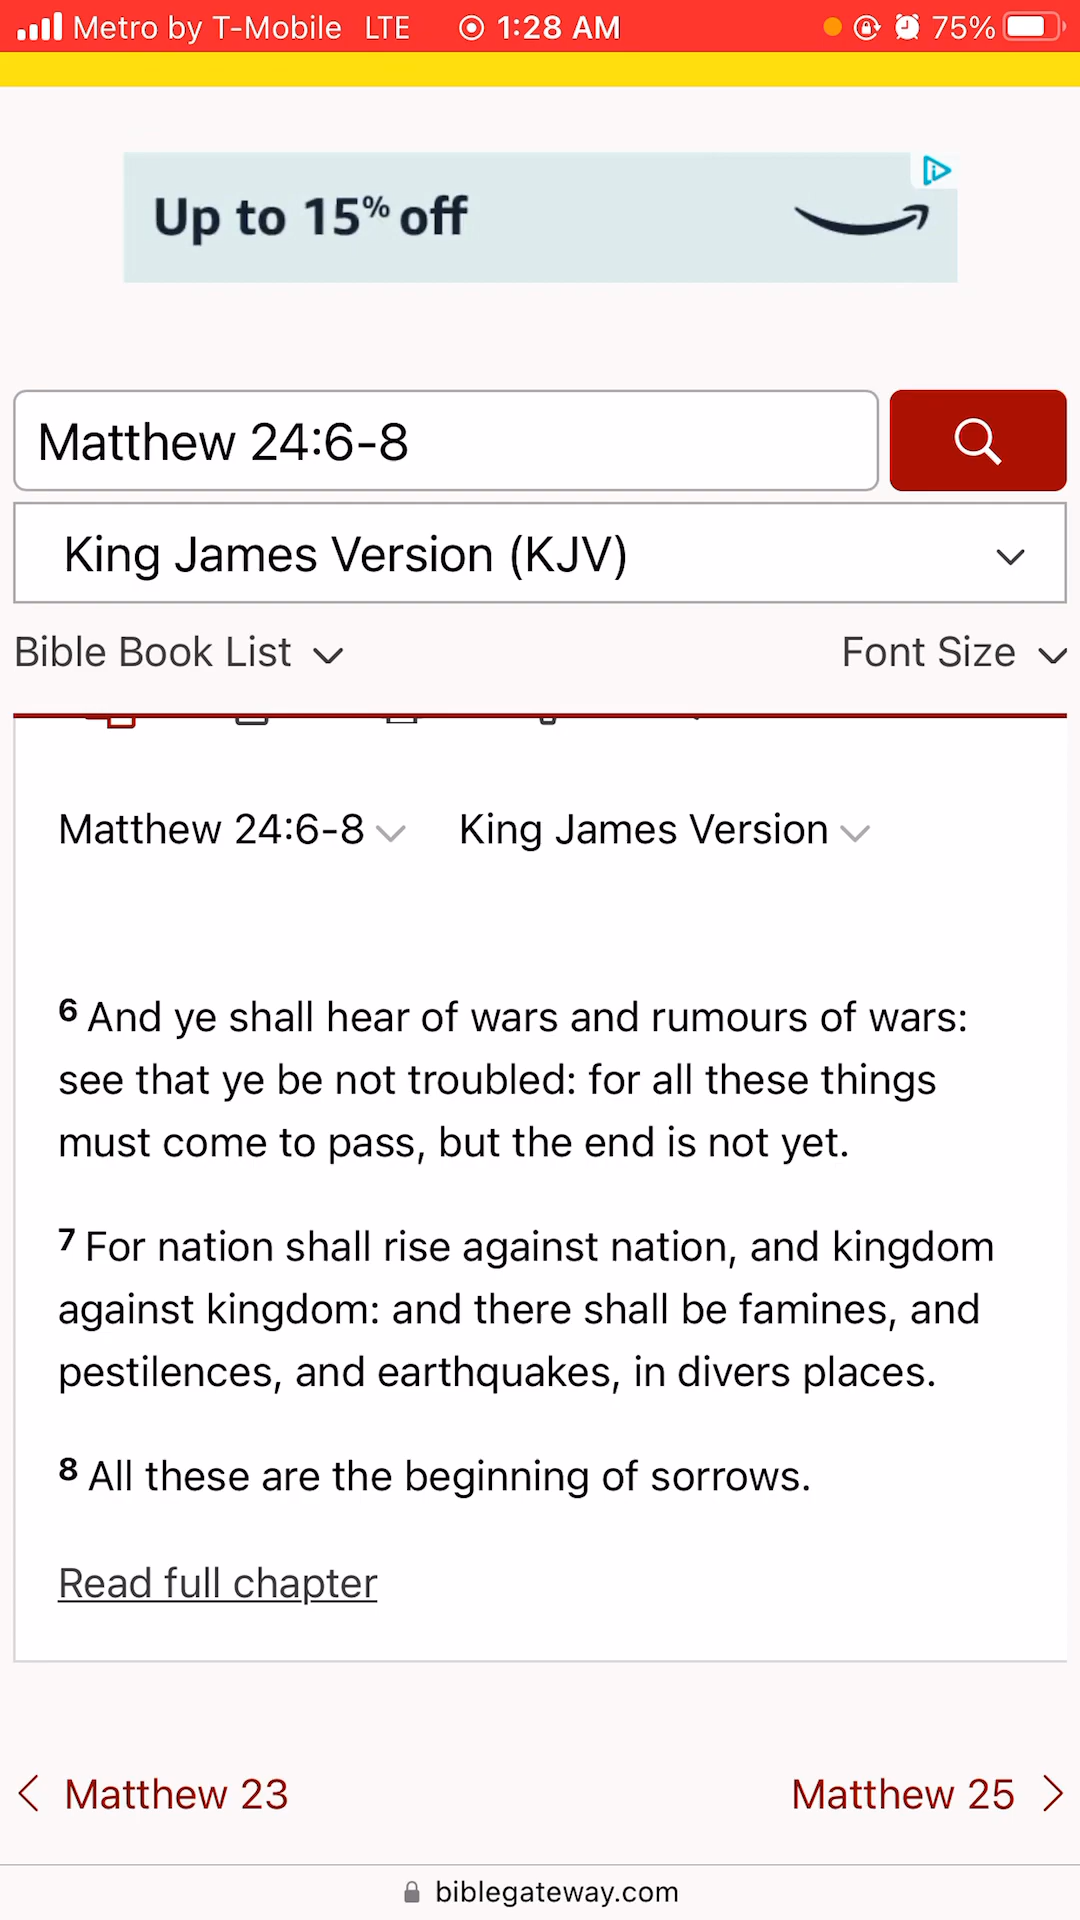 Metro by T-Mobile LTE 1:28 AM 75%
Up to 15% off
Matthew 24:6-8
King James Version (KJV)
Bible Book List Font Size
Matthew 24:6-8 King James Version
6 And ye shall hear of wars and rumours of wars:
see that ye be not troubled: for all these things
must come to pass, but the end is not yet.
7 For nation shall rise against nation, and kingdom
against kingdom: and there shall be famines, and
pestilences, and earthquakes, in divers places.
8 All these are the beginning of sorrows.
Read full chapter
Matthew 23 Matthew 25
biblegateway.com